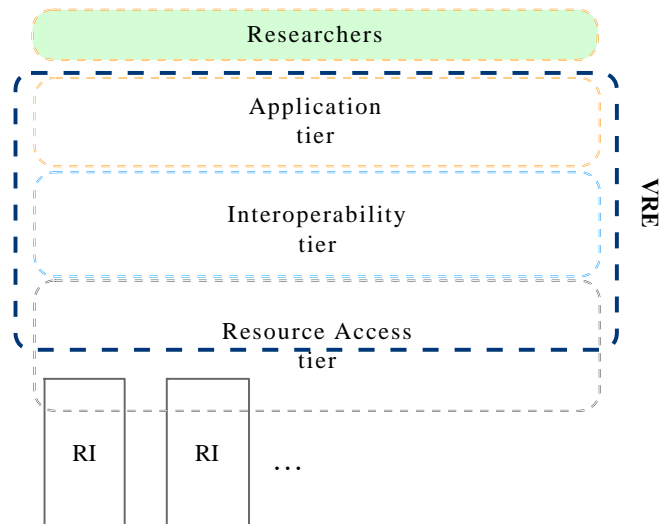 Researchers
Application
tier
Interoperability
tier
VRE
Resource Access
tier
RI
RI
...